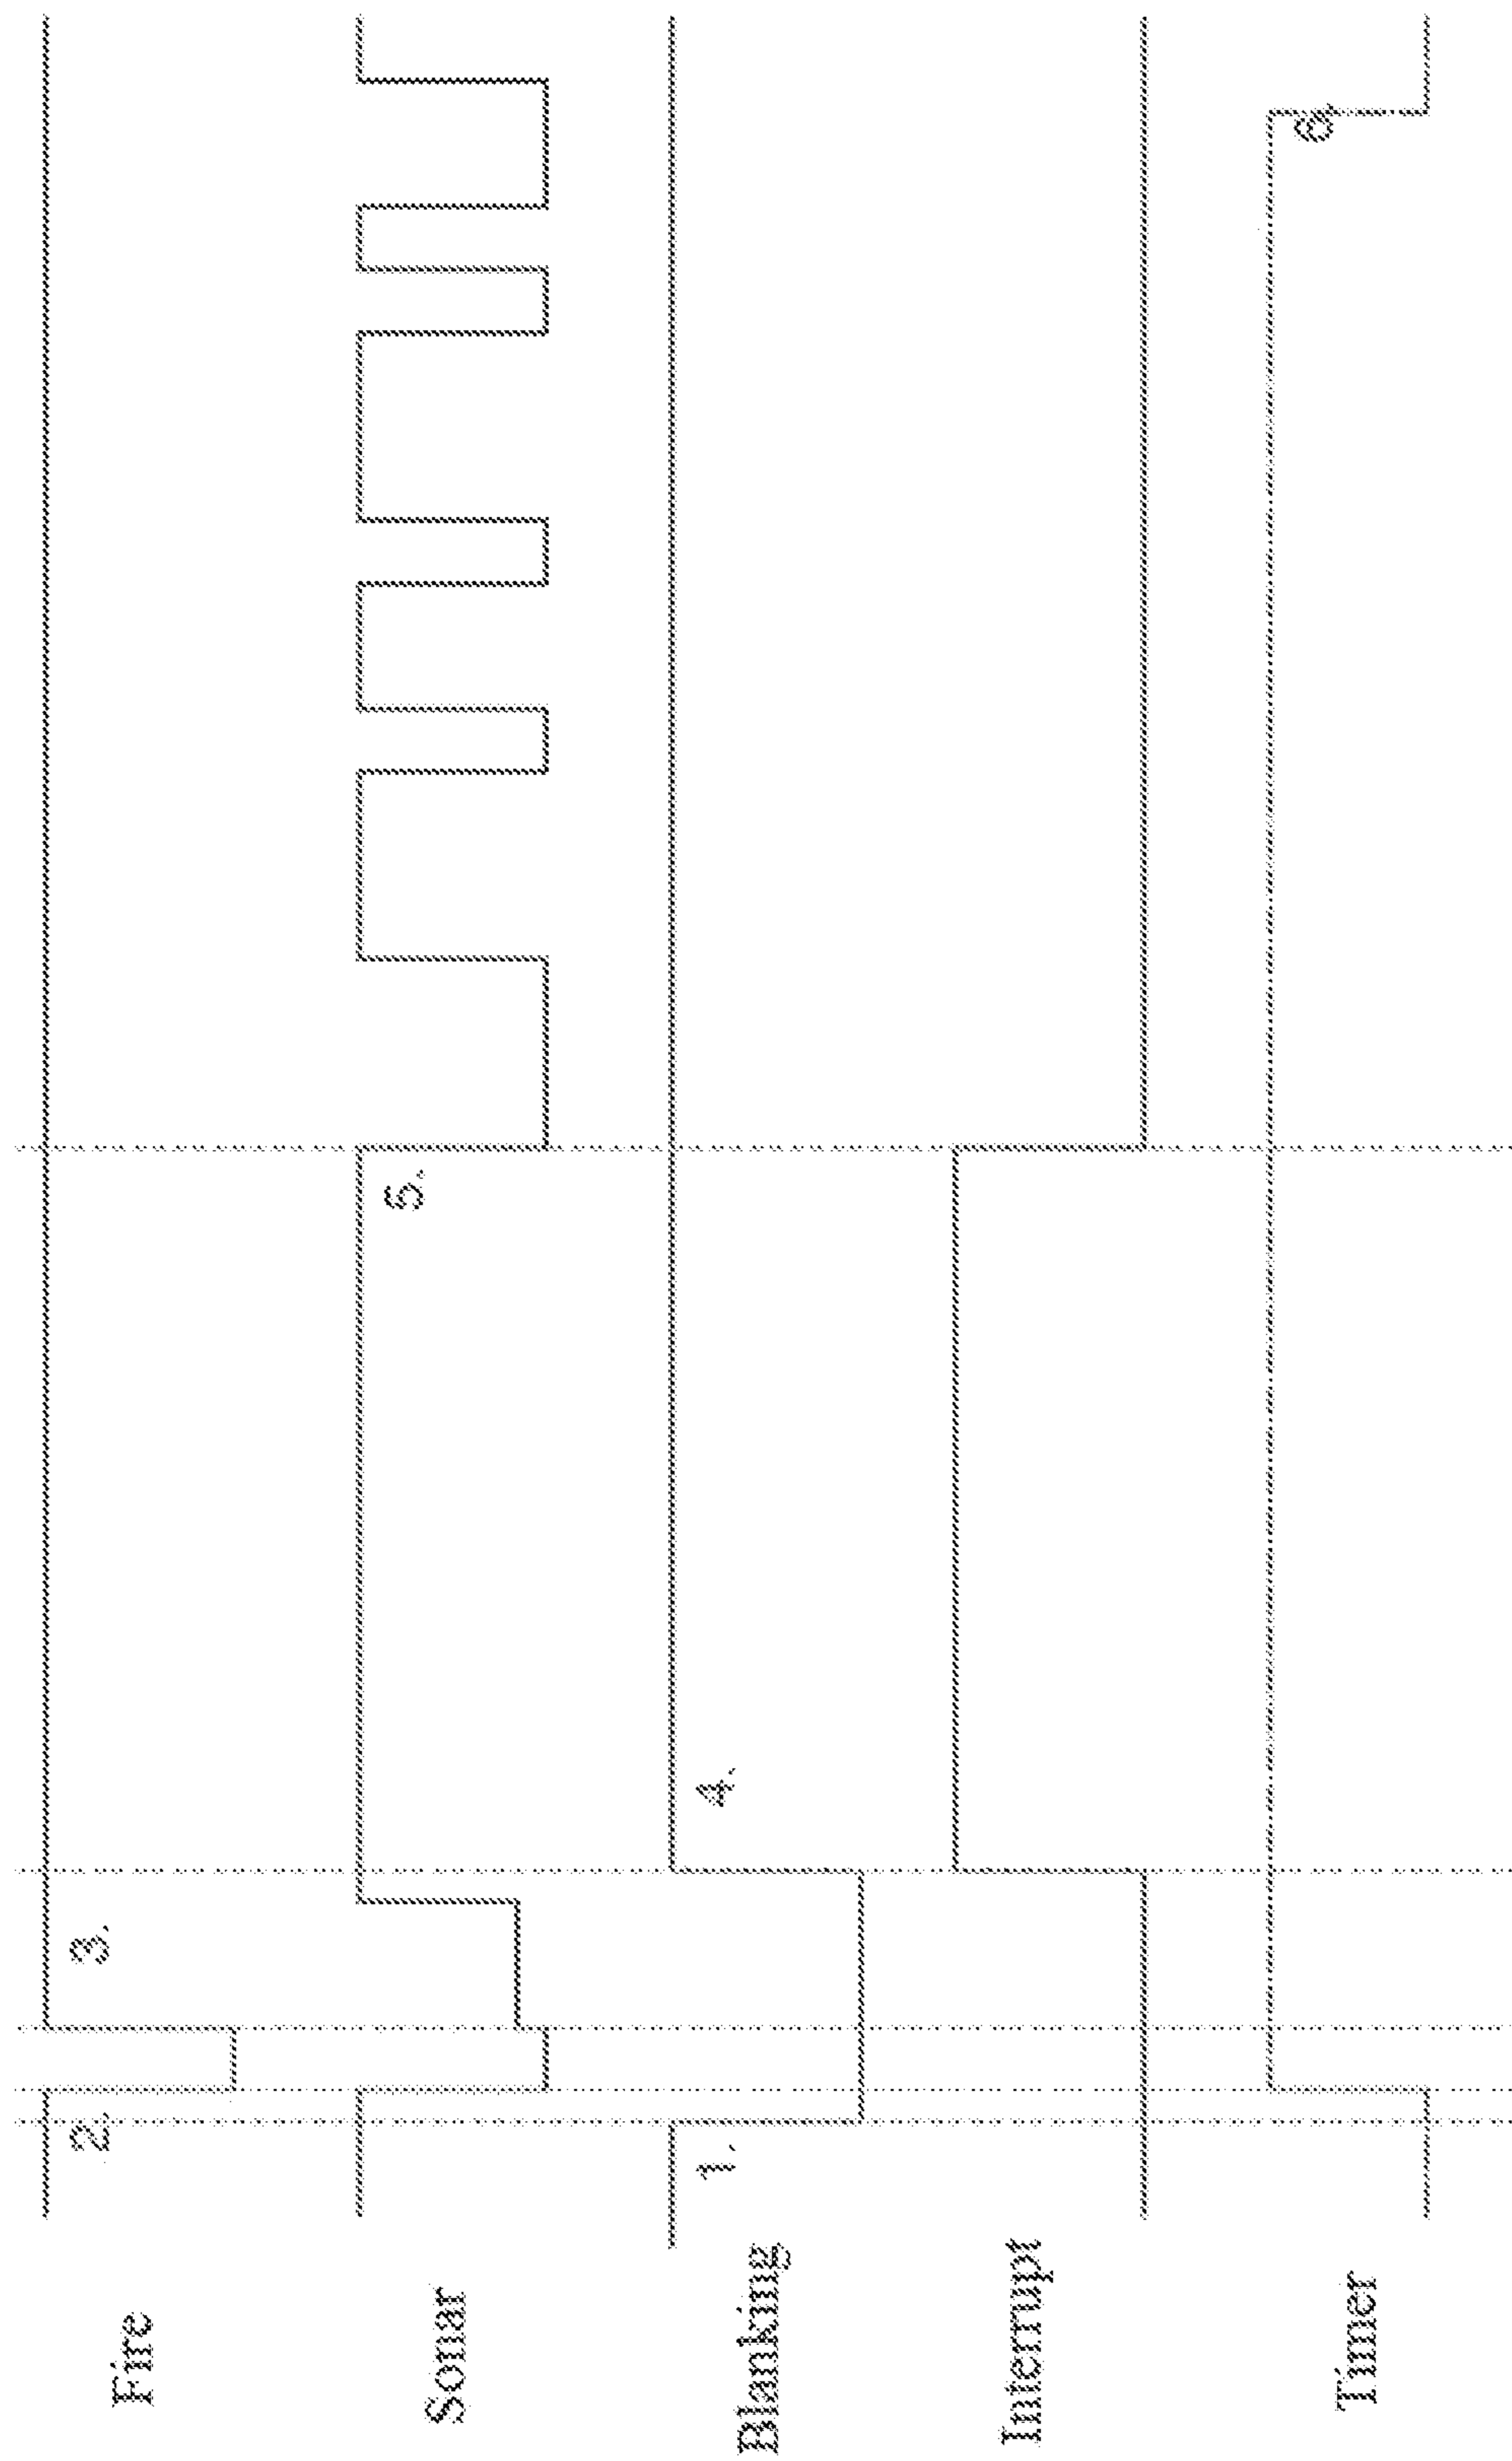 Fire
2.
3.
Sonar
5.
Blanking
1.
4.
Interrupt
Timer
6.